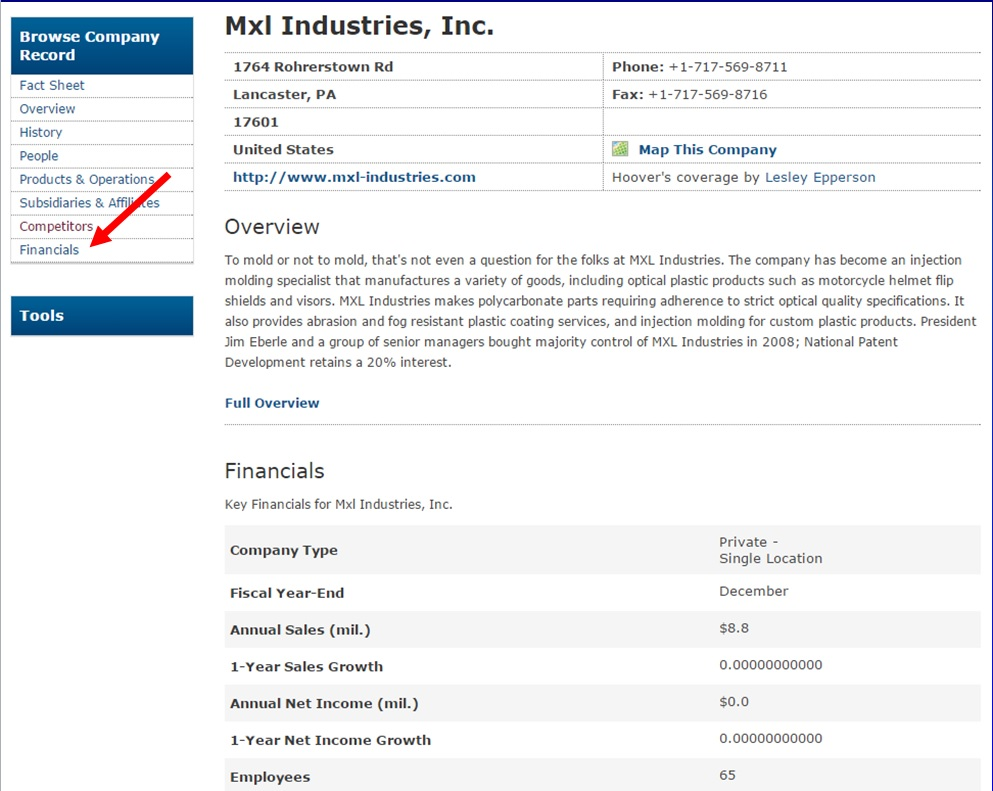 Browse Company
Record
Fact Sheet
Overview
History
People
Products & Operations
Subsidiaries & Affiliates
Competitors
Financials
Tools
Mxl Industries, Inc.
1764 Rohrerstown Rd
Phone: +1-717-569-8711
Lancaster, PA
Fax: +1-717-569-8716
17601
United States
Map This Company
http://www.mxl-industries.com
Hoover's coverage by Lesley Epperson
Overview
To mold or not to mold, that's not even a question for the folks at MXL Industries. The company has become an injection
molding specialist that manufactures a variety of goods, including optical plastic products such as motorcycle helmet flip
shields and visors. MXL Industries makes polycarbonate parts requiring adherence to strict optical quality specifications. It
also provides abrasion and fog resistant plastic coating services, and injection molding for custom plastic products. President
Jim Eberle and a group of senior managers bought majority control of MXL Industries in 2008; National Patent
Development retains a 20% interest.
Full Overview
Financials
Key Financials for Mxl Industries, Inc.
Company Type
Private -
Single Location
Fiscal Year-End
December
Annual Sales (mil.)
$8.8
1-Year Sales Growth
0.00000000000
Annual Net Income (mil.)
$0.0
1-Year Net Income Growth
0.00000000000
Employees
65